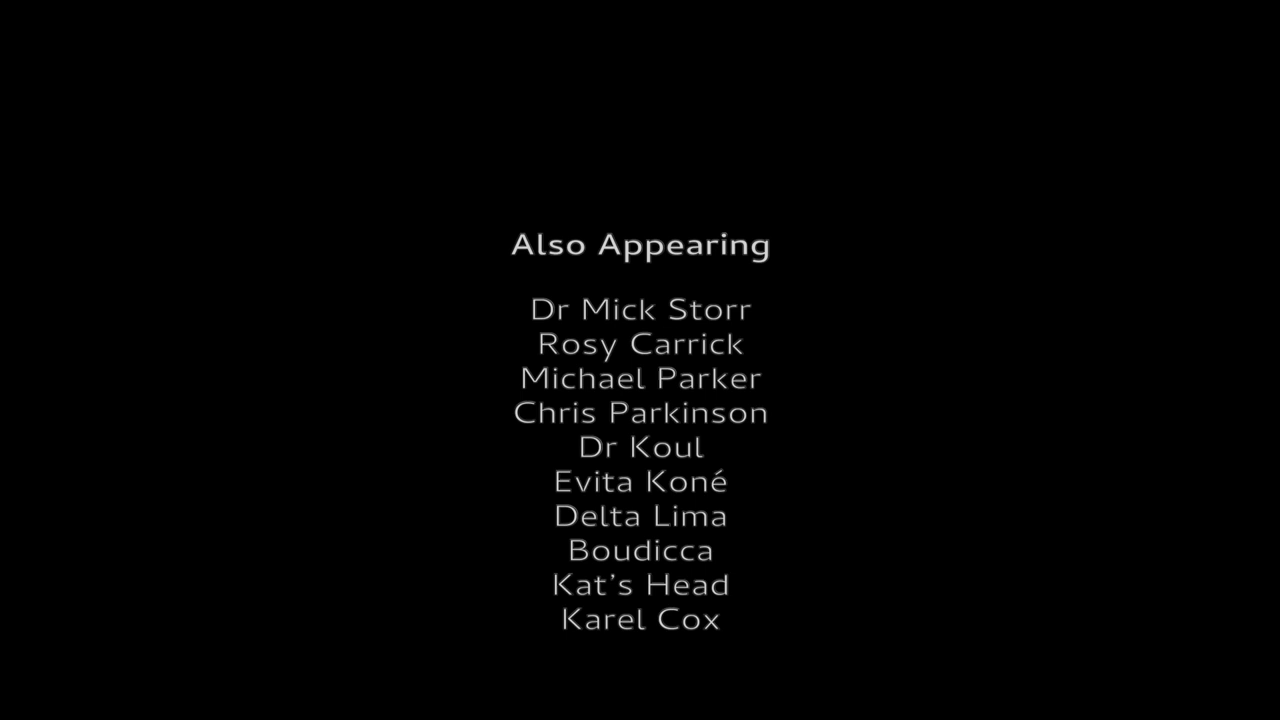 Also Appearing
Dr Mick Storr
Rosy Carrick
Michael Parker
Chris Parkinson
Dr Koul
Evita Koné
Delta Lima
Boudicca
Kat’s Head
Karel Cox